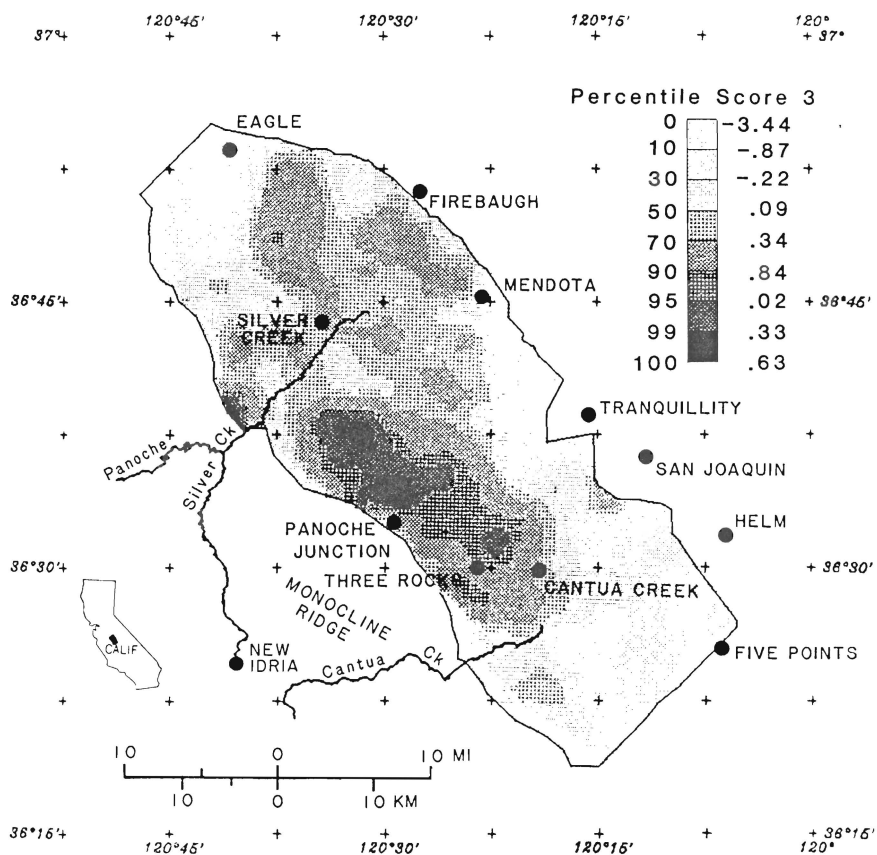 120°45' 120°30' 120°15' 120°
37° 37°
EAGLE
Percentile Score 3
0 -3.44
10 -.87
30 -.22
50 .09
70 .34
90 .84
95 .02
99 .33
100 .63
FIREBAUGH
MENDOTA
36°45' 36°45'
SILVER
CREEK
TRANQUILLITY
Panoche
Silver Ck
SAN JOAQUIN
PANOCHE
JUNCTION
HELM
36°30' 36°30'
THREE ROCKS
CANTUA CREEK
MONOCLINE
RIDGE
CALIF
NEW
IDRIA
Cantua Ck
FIVE POINTS
10 0 10 MI
10 0 10 KM
36°15' 36°15'
120°45' 120°30' 120°15' 120°